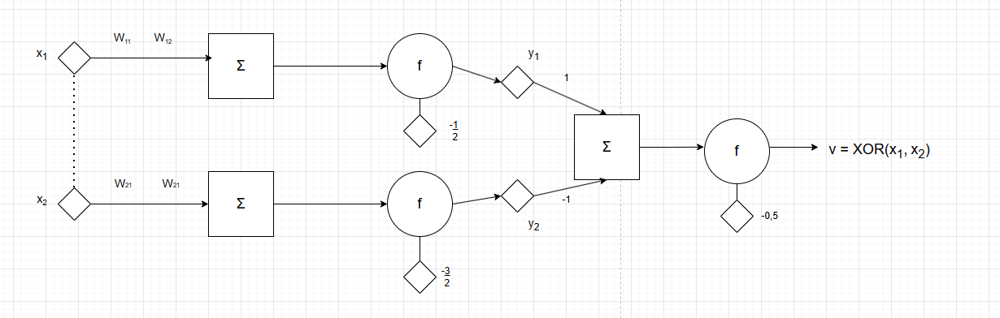 W₁₁ W₁₂
x₁
Σ
f
y₁
1
-1
2
Σ
f
v = XOR(x₁, x₂)
W₂₁ W₂₁
x₂
Σ
f
-1
y₂
-0,5
-3
2